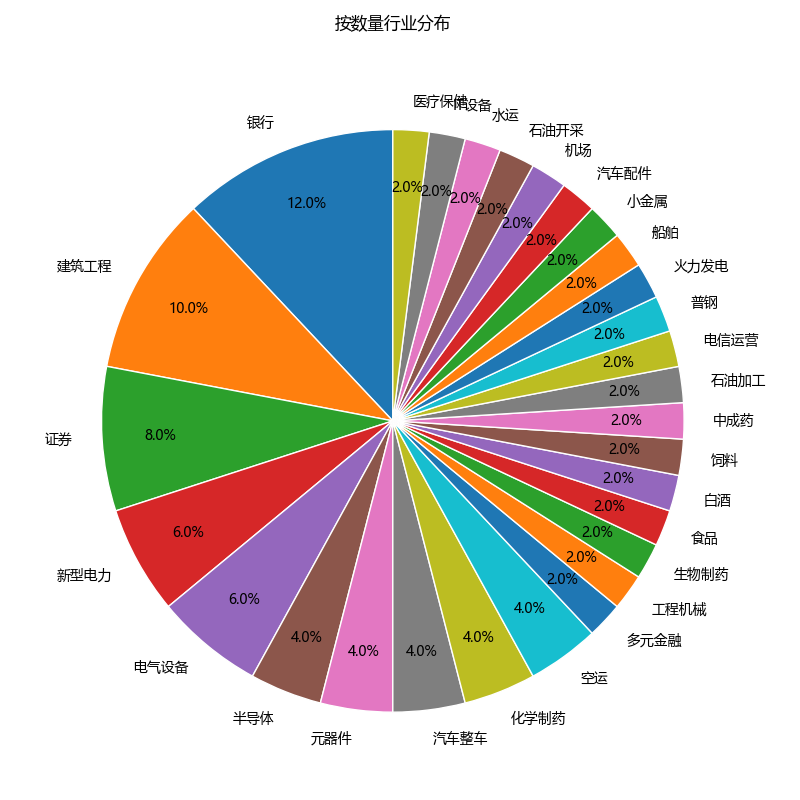 按数量行业分布
银行
12.0%
建筑工程
10.0%
证券
8.0%
新型电力
6.0%
电气设备
6.0%
半导体
4.0%
元器件
4.0%
汽车整车
4.0%
化学制药
4.0%
空运
4.0%
多元金融
2.0%
工程机械
2.0%
生物制药
2.0%
食品
2.0%
白酒
2.0%
饲料
2.0%
中成药
2.0%
石油加工
2.0%
电信运营
2.0%
普钢
2.0%
火力发电
2.0%
船舶
2.0%
小金属
2.0%
汽车配件
2.0%
机场
2.0%
石油开采
2.0%
水运
2.0%
设备
2.0%
医疗保健
2.0%